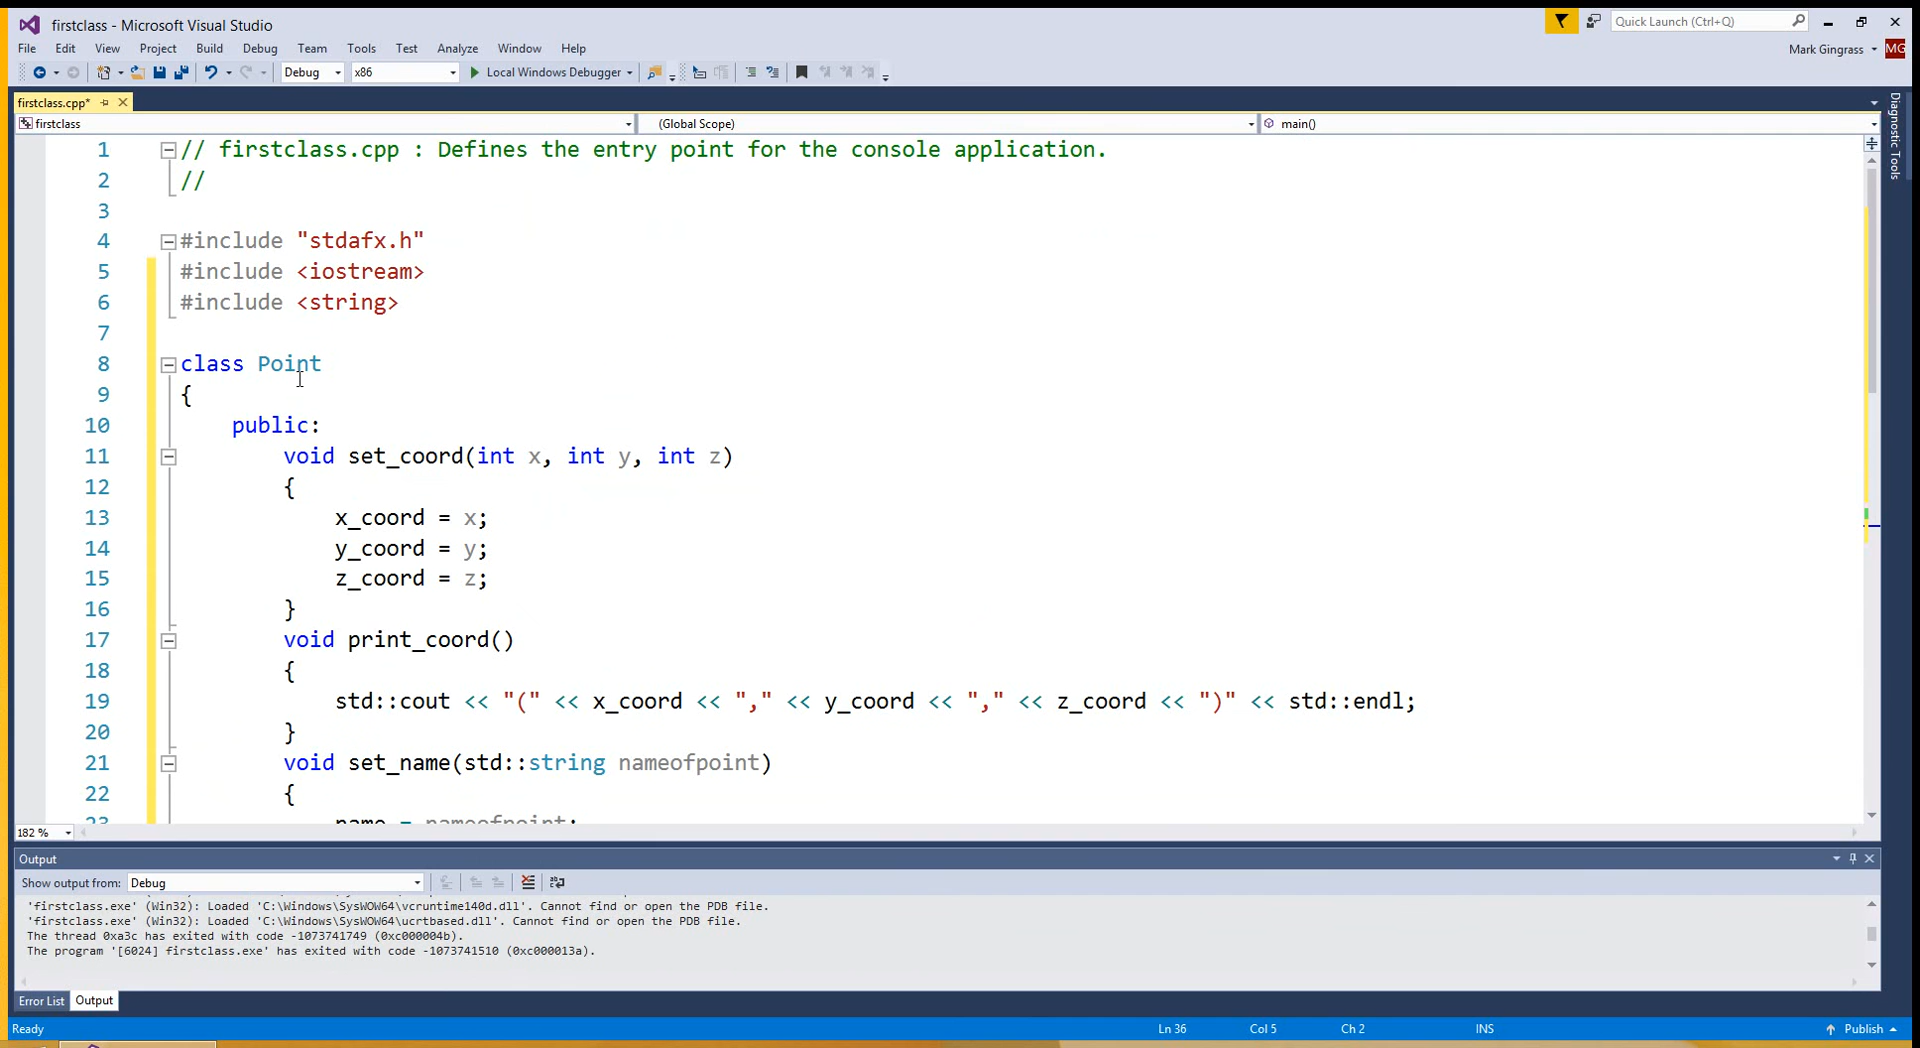 firstclass - Microsoft Visual Studio
Quick Launch (Ctrl+Q)
File Edit View Project Build Debug Team Tools Test Analyze Window Help
Mark Gingrass MG
Debug x86 Local Windows Debugger
firstclass.cpp*
firstclass (Global Scope) main()
Diagnostic Tools
1 // firstclass.cpp : Defines the entry point for the console application.
2 //
3
4 #include "stdafx.h"
5 #include <iostream>
6 #include <string>
7
8 class Point
9 {
10 public:
11 void set_coord(int x, int y, int z)
12 {
13 x_coord = x;
14 y_coord = y;
15 z_coord = z;
16 }
17 void print_coord()
18 {
19 std::cout << "(" << x_coord << "," << y_coord << "," << z_coord << ")" << std::endl;
20 }
21 void set_name(std::string nameofpoint)
22 {
23 name = nameofpoint;
182 %
Output
Show output from: Debug
'firstclass.exe' (Win32): Loaded 'C:\Windows\SysWOW64\vcruntime140d.dll'. Cannot find or open the PDB file.
'firstclass.exe' (Win32): Loaded 'C:\Windows\SysWOW64\ucrtbased.dll'. Cannot find or open the PDB file.
The thread 0xa3c has exited with code -1073741749 (0xc000004b).
The program '[6024] firstclass.exe' has exited with code -1073741510 (0xc000013a).
Error List Output
Ready Ln 36 Col 5 Ch 2 INS Publish